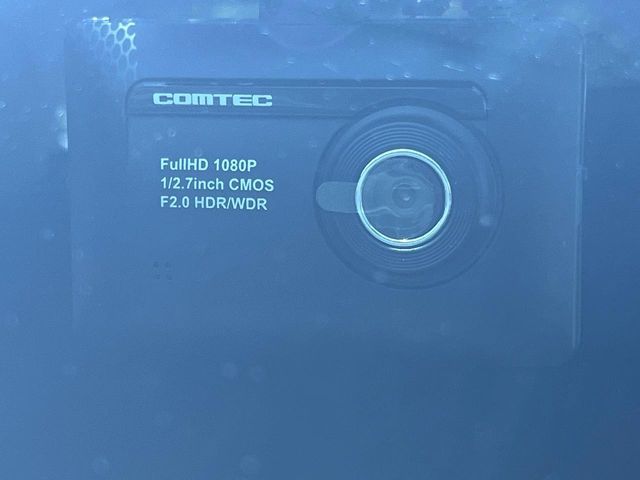 COMTEC
FullHD 1080P
1/2.7inch CMOS
F2.0 HDR/WDR